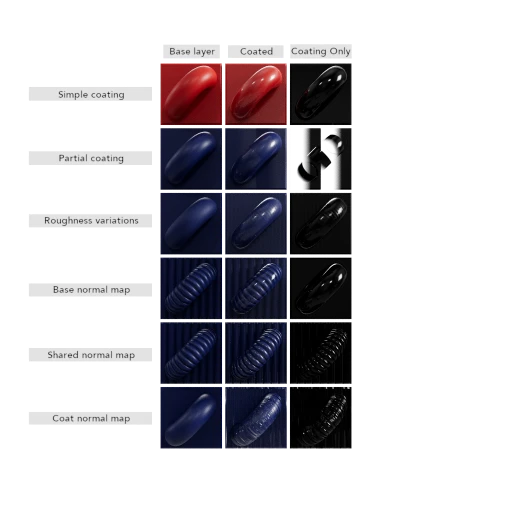 Base layer
Coated
Coating Only
Simple coating
Partial coating
Roughness variations
Base normal map
Shared normal map
Coat normal map